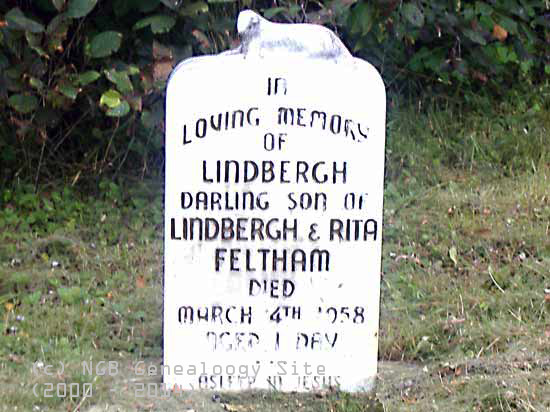 IN
LOVING MEMORY
OF
LINDBERGH
DARLING SON OF
LINDBERGH & RITA
FELTHAM
DIED
MARCH 4TH 1958
AGED 1 DAY
ASLEEP IN JESUS
(c) NGB Genealogy Site
(2000 -